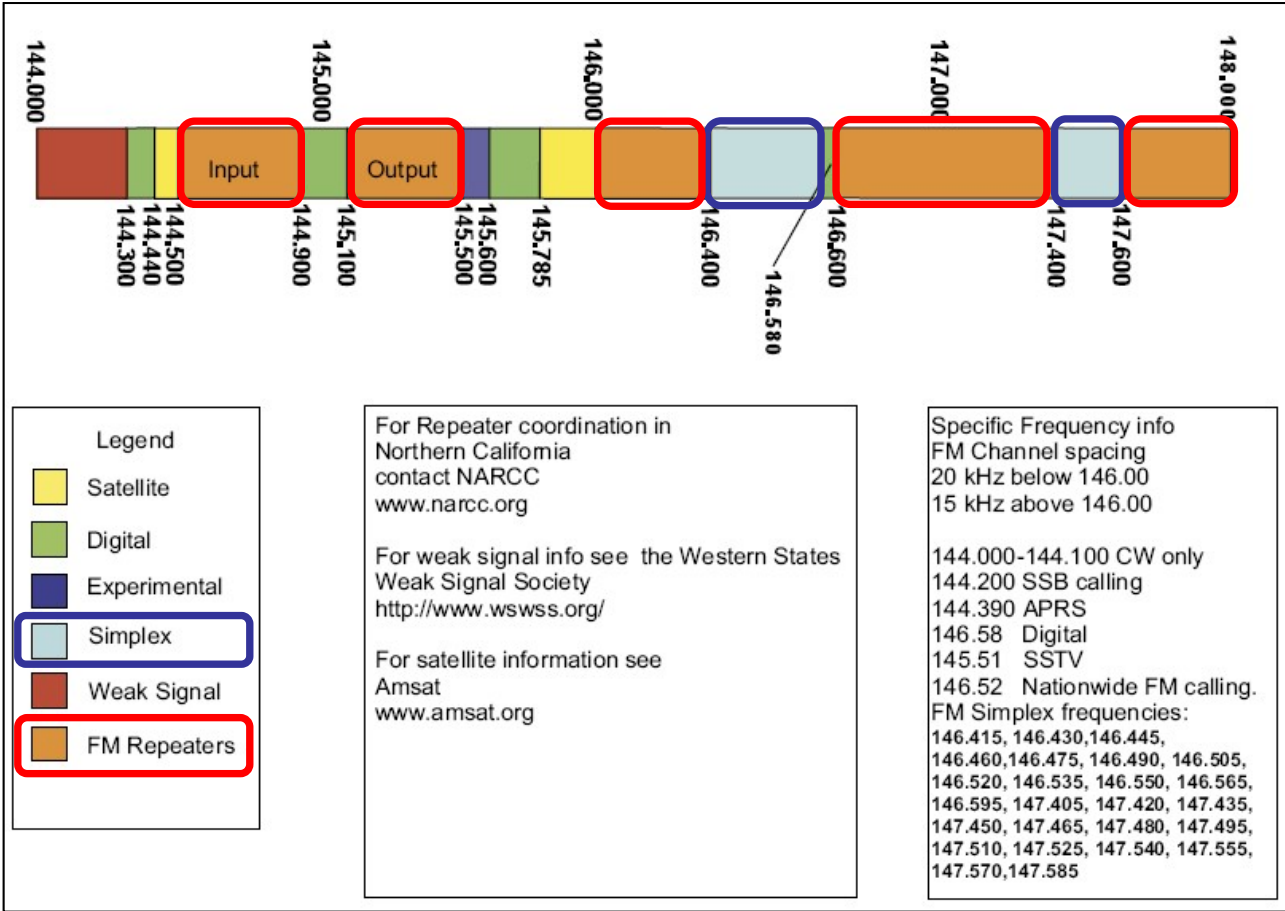 144.000
145.000
146.000
147.000
148.000
Input
Output
144.300
144.440
144.500
144.900
145.100
145.500
145.600
145.785
146.400
146.580
146.600
147.400
147.600
Legend
Satellite
Digital
Experimental
Simplex
Weak Signal
FM Repeaters
For Repeater coordination in
Northern California
contact NARCC
www.narcc.org
For weak signal info see the Western States
Weak Signal Society
http://www.wswss.org/
For satellite information see
Amsat
www.amsat.org
Specific Frequency info
FM Channel spacing
20 kHz below 146.00
15 kHz above 146.00
144.000-144.100 CW only
144.200 SSB calling
144.390 APRS
146.58 Digital
145.51 SSTV
146.52 Nationwide FM calling.
FM Simplex frequencies:
146.415, 146.430,146.445,
146.460,146.475, 146.490, 146.505,
146.520, 146.535, 146.550, 146.565,
146.595, 147.405, 147.420, 147.435,
147.450, 147.465, 147.480, 147.495,
147.510, 147.525, 147.540, 147.555,
147.570,147.585